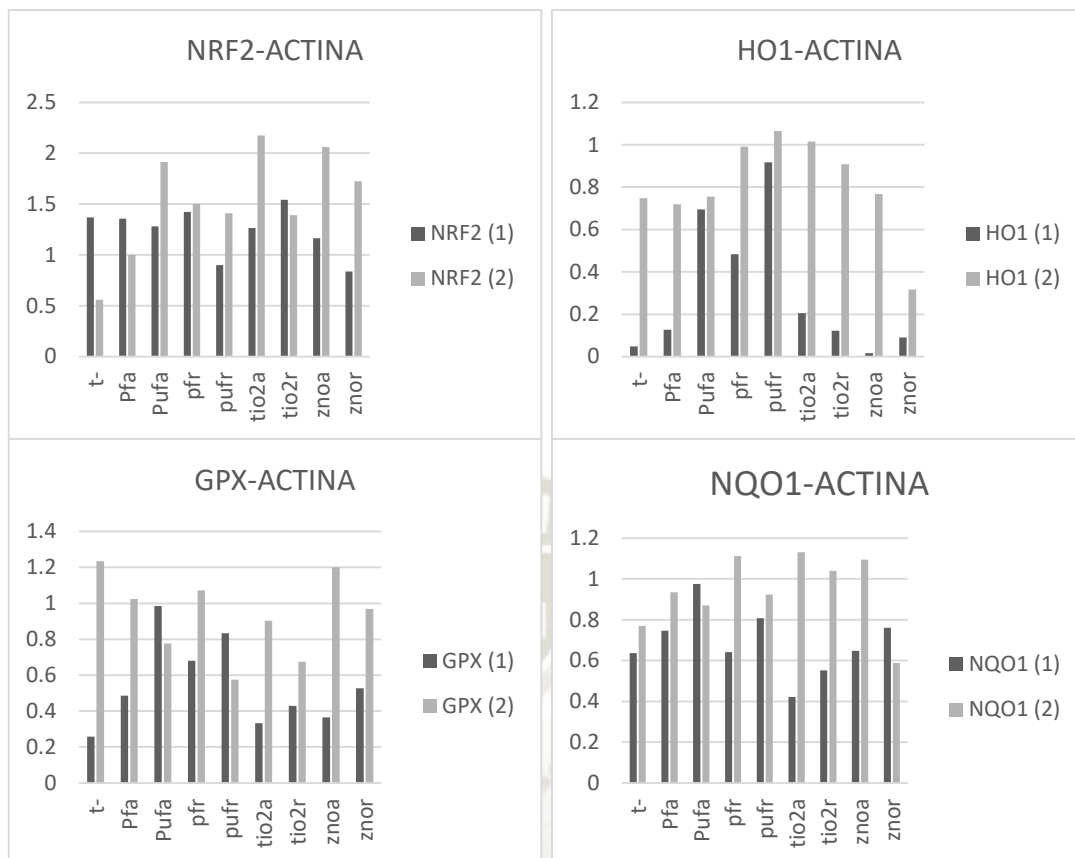 NRF2-ACTINA
2.5
2
1.5
1
0.5
0
t-
Pfa
Pufa
pfr
pufr
tio2a
tio2r
znoa
znor
NRF2 (1)
NRF2 (2)
HO1-ACTINA
1.2
1
0.8
0.6
0.4
0.2
0
t-
Pfa
Pufa
pfr
pufr
tio2a
tio2r
znoa
znor
HO1 (1)
HO1 (2)
GPX-ACTINA
1.4
1.2
1
0.8
0.6
0.4
0.2
0
t-
Pfa
Pufa
pfr
pufr
tio2a
tio2r
znoa
znor
GPX (1)
GPX (2)
NQO1-ACTINA
1.2
1
0.8
0.6
0.4
0.2
0
t-
Pfa
Pufa
pfr
pufr
tio2a
tio2r
znoa
znor
NQO1 (1)
NQO1 (2)